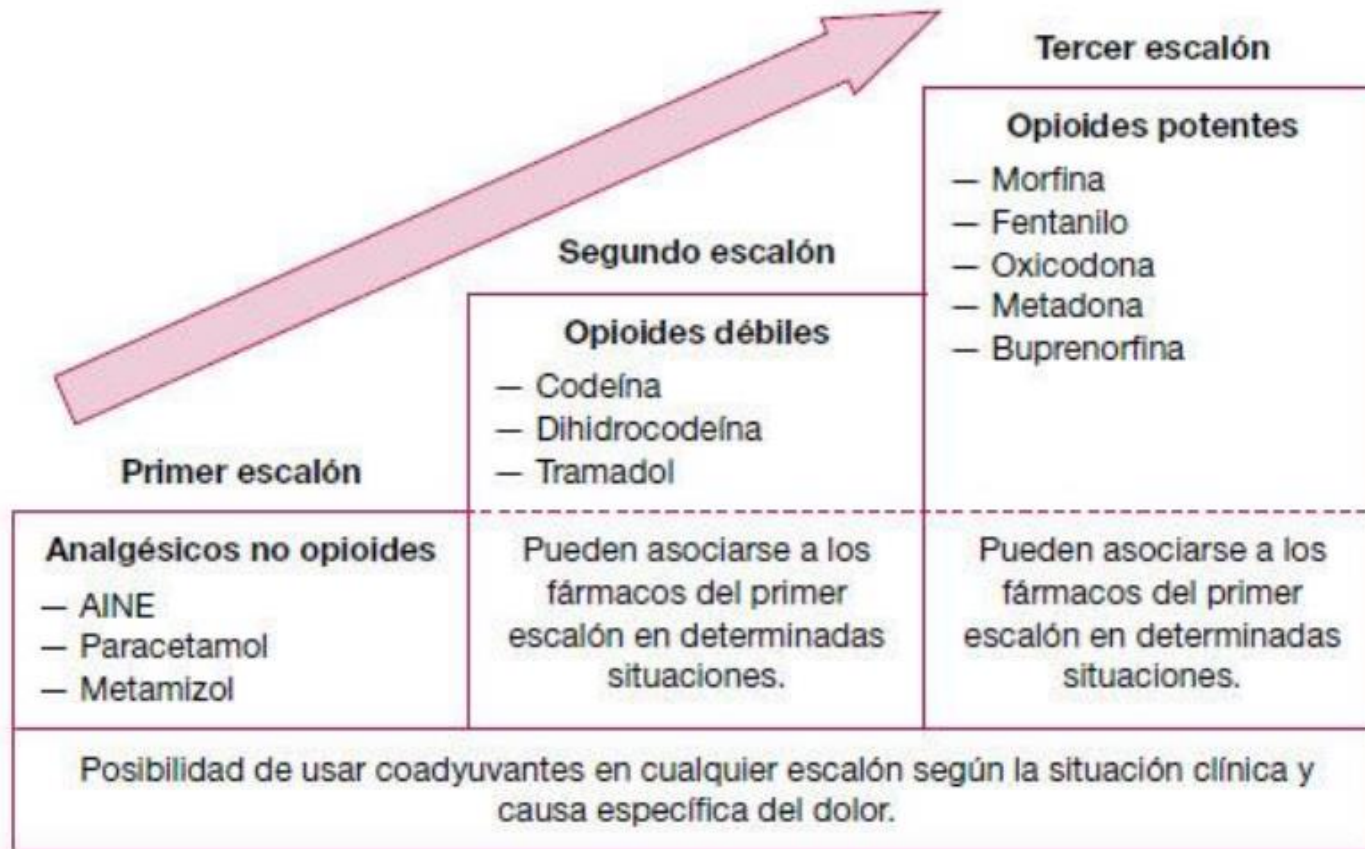 Tercer escalón
Opioides potentes
— Morfina
— Fentanilo
— Oxicodona
— Metadona
— Buprenorfina
Segundo escalón
Opioides débiles
— Codeína
— Dihidrocodeína
— Tramadol
Primer escalón
Analgésicos no opioides
— AINE
— Paracetamol
— Metamizol
Pueden asociarse a los
fármacos del primer
escalón en determinadas
situaciones.
Pueden asociarse a los
fármacos del primer
escalón en determinadas
situaciones.
Posibilidad de usar coadyuvantes en cualquier escalón según la situación clínica y
causa específica del dolor.